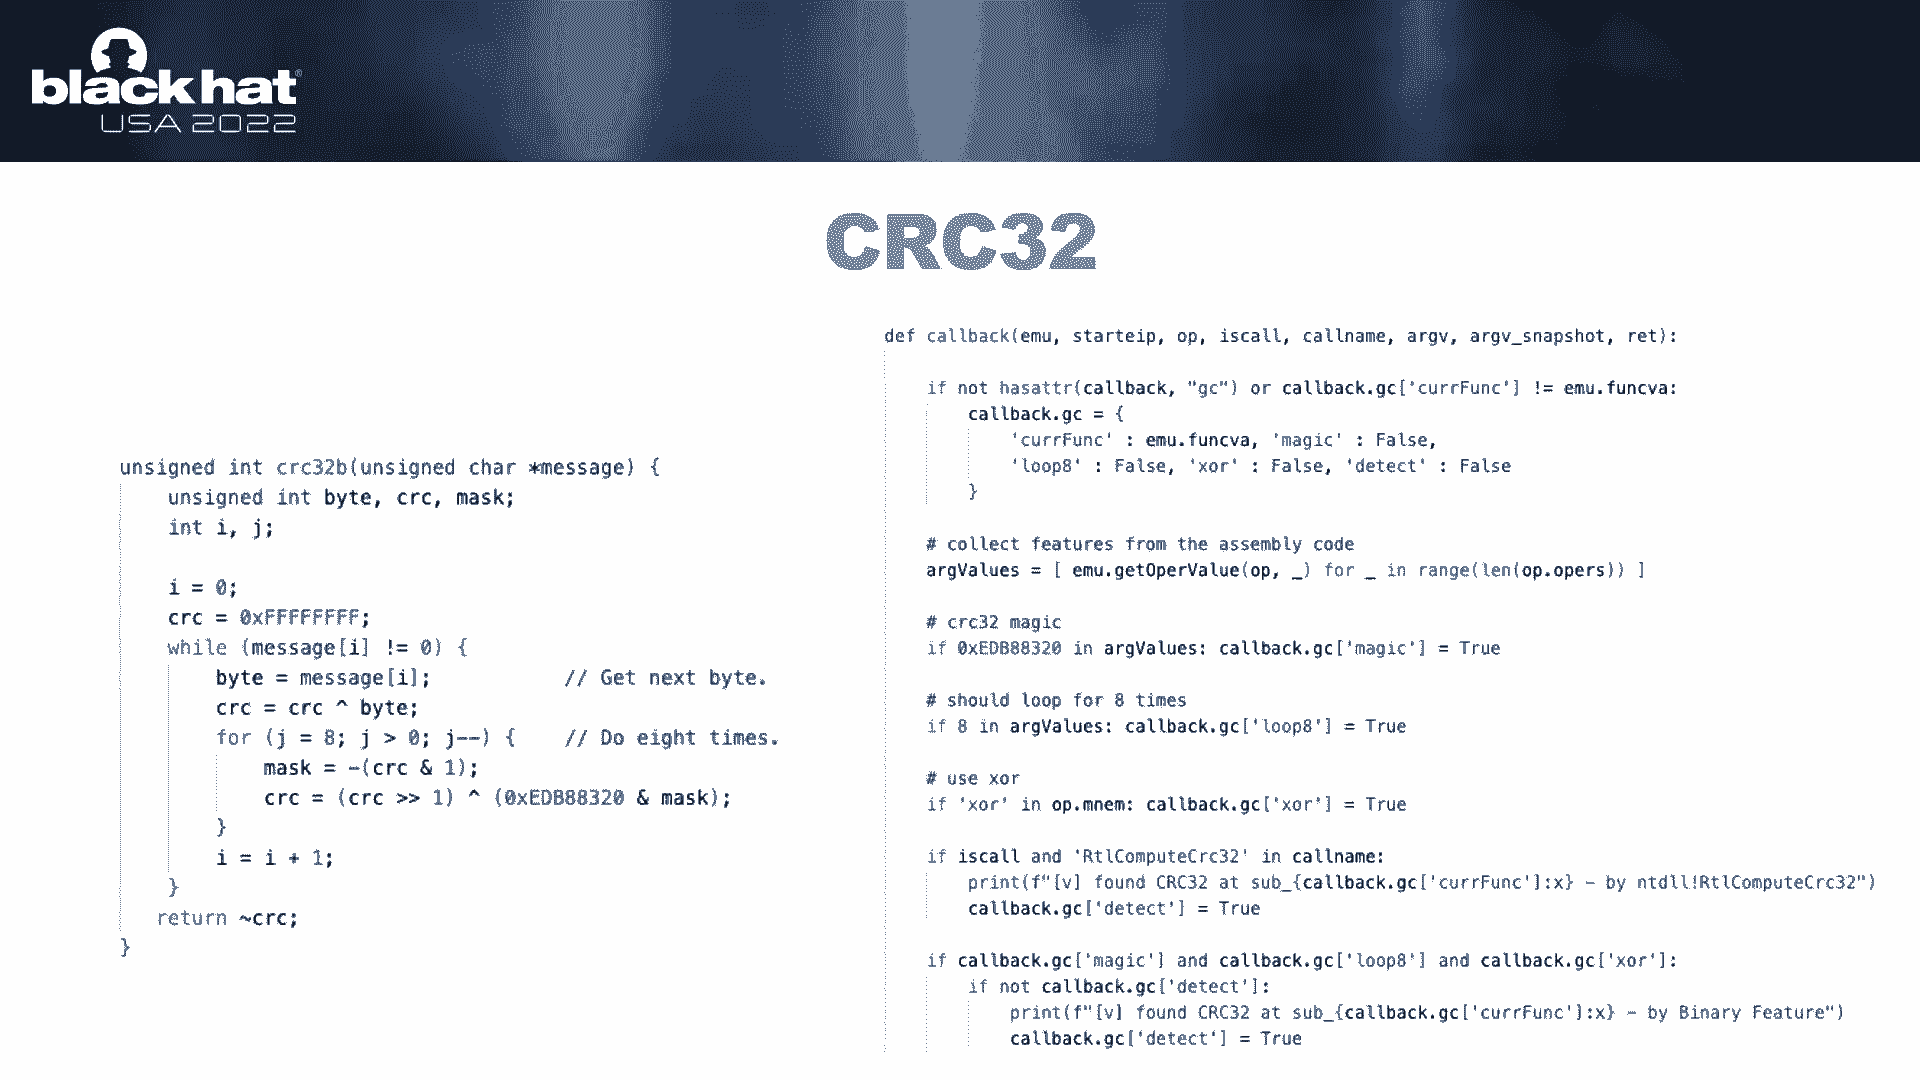 blackhat®
USA 2022
CRC32
unsigned int crc32b(unsigned char *message) {
    unsigned int byte, crc, mask;
    int i, j;

    i = 0;
    crc = 0xFFFFFFFF;
    while (message[i] != 0) {
        byte = message[i];           // Get next byte.
        crc = crc ^ byte;
        for (j = 8; j > 0; j--) {    // Do eight times.
            mask = -(crc & 1);
            crc = (crc >> 1) ^ (0xEDB88320 & mask);
        }
        i = i + 1;
    }
   return ~crc;
}
def callback(emu, starteip, op, iscall, callname, argv, argv_snapshot, ret):

    if not hasattr(callback, "gc") or callback.gc['currFunc'] != emu.funcva:
        callback.gc = {
            'currFunc' : emu.funcva, 'magic' : False,
            'loop8' : False, 'xor' : False, 'detect' : False
        }

    # collect features from the assembly code
    argValues = [ emu.getOperValue(op, _) for _ in range(len(op.opers)) ]

    # crc32 magic
    if 0xEDB88320 in argValues: callback.gc['magic'] = True

    # should loop for 8 times
    if 8 in argValues: callback.gc['loop8'] = True

    # use xor
    if 'xor' in op.mnem: callback.gc['xor'] = True

    if iscall and 'RtlComputeCrc32' in callname:
        print(f"[v] found CRC32 at sub_{callback.gc['currFunc']:x} - by ntdll!RtlComputeCrc32")
        callback.gc['detect'] = True

    if callback.gc['magic'] and callback.gc['loop8'] and callback.gc['xor']:
        if not callback.gc['detect']:
            print(f"[v] found CRC32 at sub_{callback.gc['currFunc']:x} - by Binary Feature")
            callback.gc['detect'] = True